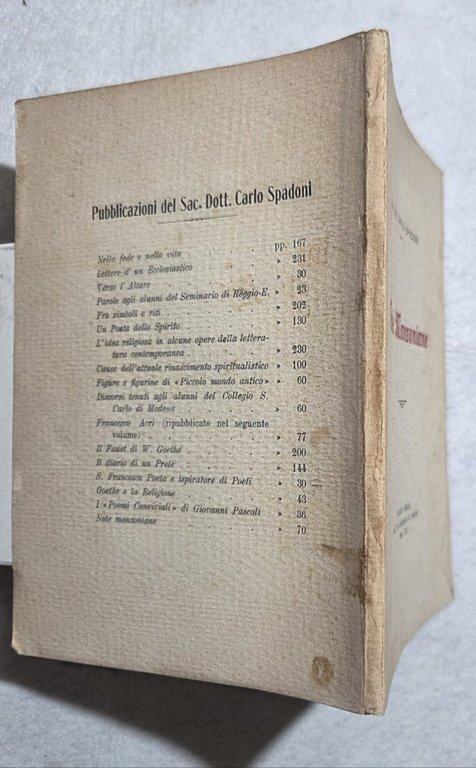 Pubblicazioni del Sac. Dott. Carlo Spadoni
Nella fede e nella vita . . . . pp. 167
Lettere d' un Ecclesiastico . . . . » 231
Verso l' Altare . . . . » 30
Parole agli alunni del Seminario di Reggio-E. » 23
Fra simboli e riti . . . . » 202
Un Poeta dello Spirito . . . . » 130
L'idea religiosa in alcune opere della lettera-
tura contemporanea . . . . » 230
Cause dell'attuale rinascimento spiritualistico » 100
Figure e figurine di «Piccolo mondo antico» » 60
Discorsi tenuti agli alunni del Collegio S.
Carlo di Modena . . . . » 60
Francesco Acri (ripubblicato nel seguente
volume) . . . . » 77
Il Faust di W. Goethe . . . . » 200
Il diario di un Prete . . . . » 144
S. Francesco Poeta e ispiratore di Poeti » 30
Goethe e la Religione . . . . » 43
I «Poemi Conviviali» di Giovanni Pascoli » 36
Note manzoniane . . . . » 70
Manzoniane